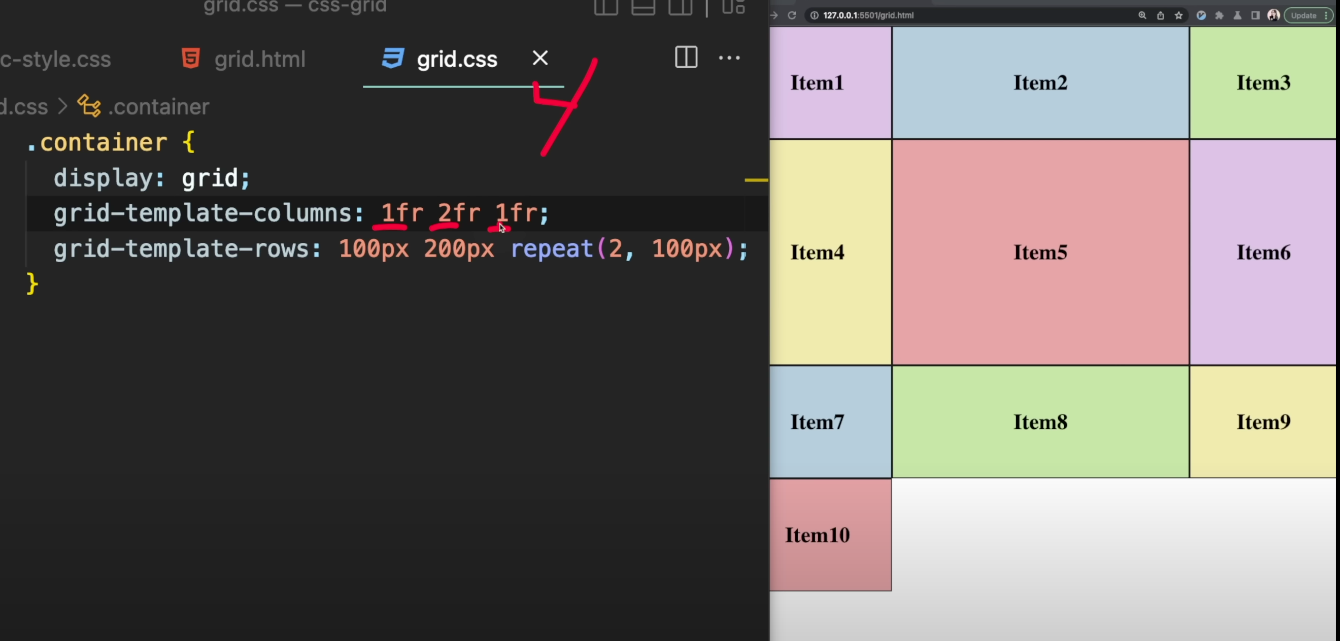 grid.css — css-grid
c-style.css
grid.html
grid.css
d.css > .container
.container {
display: grid;
grid-template-columns: 1fr 2fr 1fr;
grid-template-rows: 100px 200px repeat(2, 100px);
}
4
127.0.0.1:5501/grid.html
Update
Item1 Item2 Item3
Item4 Item5 Item6
Item7 Item8 Item9
Item10